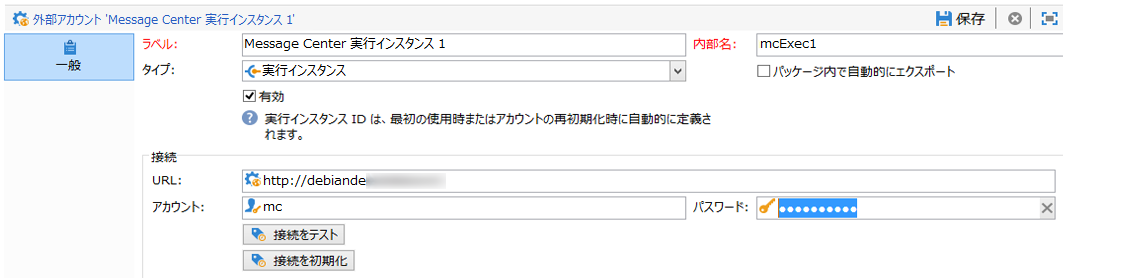 外部アカウント 'Message Center 実行インスタンス 1'
保存
一般
ラベル: Message Center 実行インスタンス 1 内部名: mcExec1
タイプ: 実行インスタンス パッケージ内で自動的にエクスポート
有効
実行インスタンス ID は、最初の使用時またはアカウントの再初期化時に自動的に定義さ
れます。
接続
URL: http://debiande
アカウント: mc パスワード: ●●●●●●●●●●
接続をテスト
接続を初期化